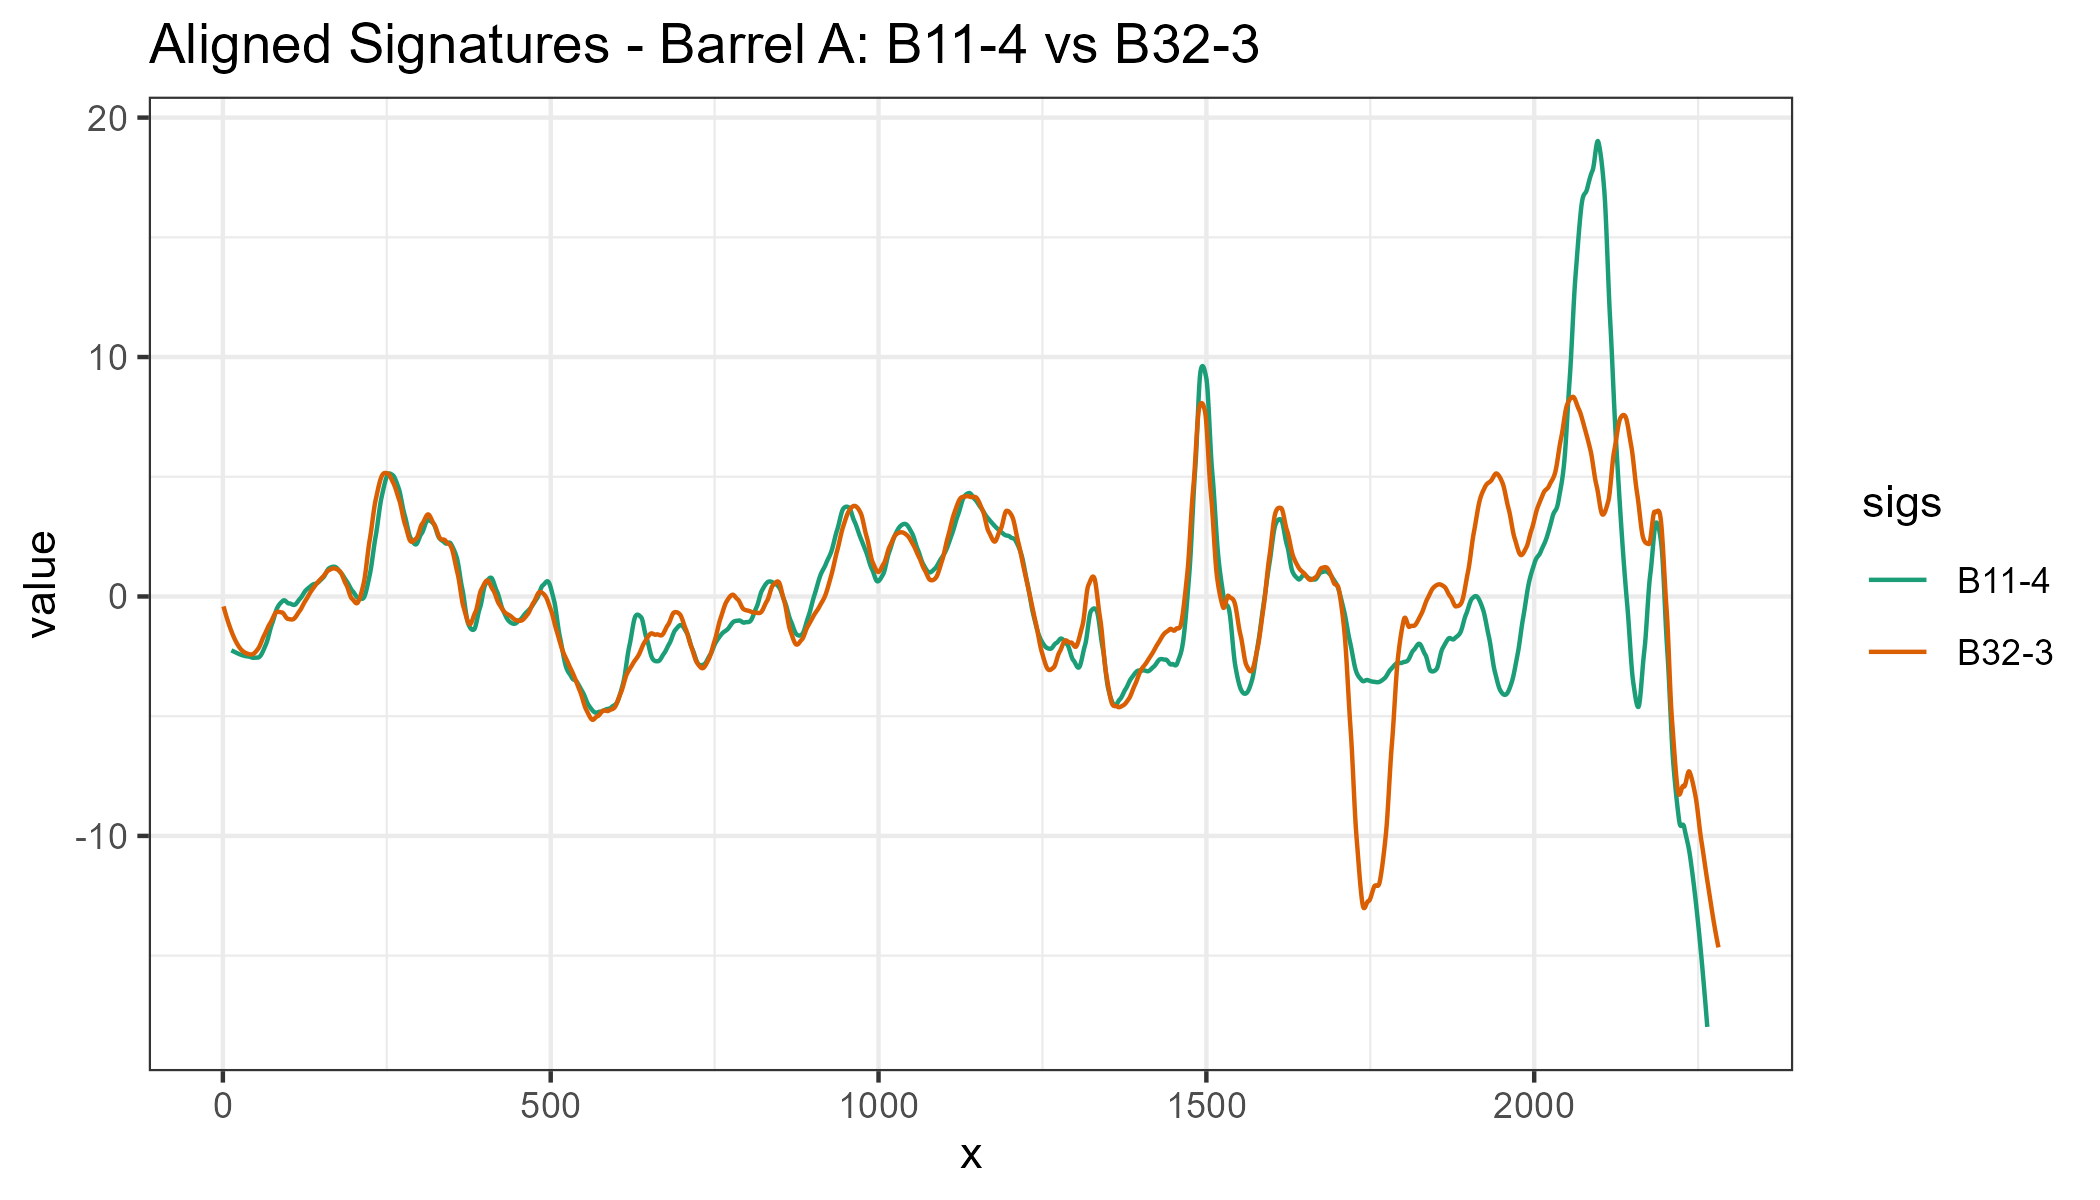 Aligned Signatures - Barrel A: B11-4 vs B32-3
20
10
0
-10
value
0 500 1000 1500 2000
x
sigs
B11-4
B32-3